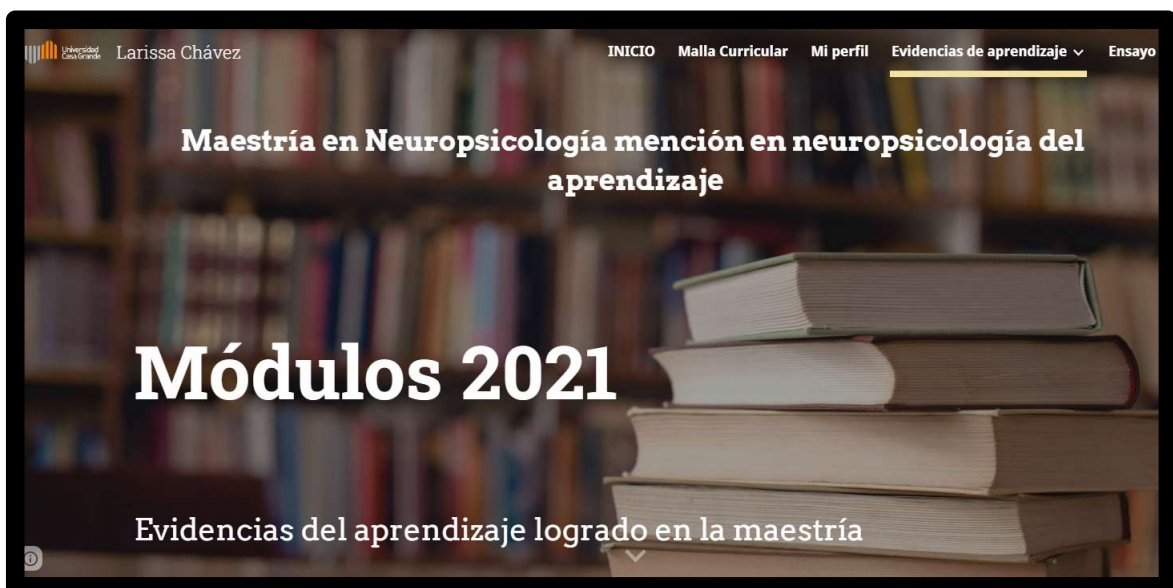 Universidad
Casa Grande
Larissa Chávez
INICIO Malla Curricular Mi perfil Evidencias de aprendizaje Ensayo
Maestría en Neuropsicología mención en neuropsicología del
aprendizaje
Módulos 2021
Evidencias del aprendizaje logrado en la maestría